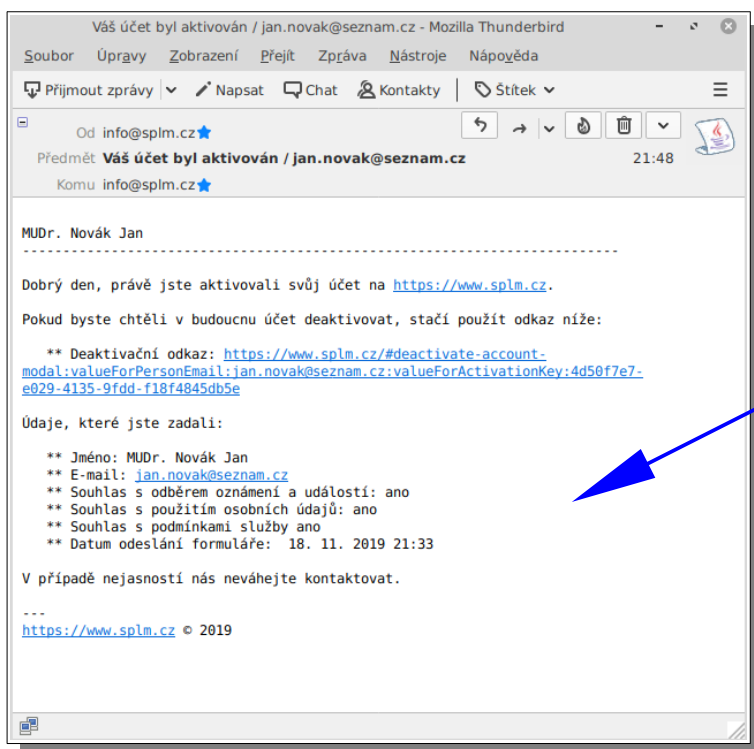 Váš účet byl aktivován / jan.novak@seznam.cz - Mozilla Thunderbird
Soubor Úpravy Zobrazení Přejít Zpráva Nástroje Nápověda
Přijmout zprávy Napsat Chat Kontakty Štítek
Od info@splm.cz
Předmět Váš účet byl aktivován / jan.novak@seznam.cz 21:48
Komu info@splm.cz
MUDr. Novák Jan
-----------------------------------------------------------------------
Dobrý den, právě jste aktivovali svůj účet na https://www.splm.cz.
Pokud byste chtěli v budoucnu účet deaktivovat, stačí použít odkaz níže:
** Deaktivační odkaz: https://www.splm.cz/#deactivate-account-
modal:valueForPersonEmail:jan.novak@seznam.cz:valueForActivationKey:4d50f7e7-
e029-4135-9fdd-f18f4845db5e
Údaje, které jste zadali:
** Jméno: MUDr. Novák Jan
** E-mail: jan.novak@seznam.cz
** Souhlas s odběrem oznámení a událostí: ano
** Souhlas s použitím osobních údajů: ano
** Souhlas s podmínkami služby ano
** Datum odeslání formuláře: 18. 11. 2019 21:33
V případě nejasností nás neváhejte kontaktovat.
---
https://www.splm.cz © 2019